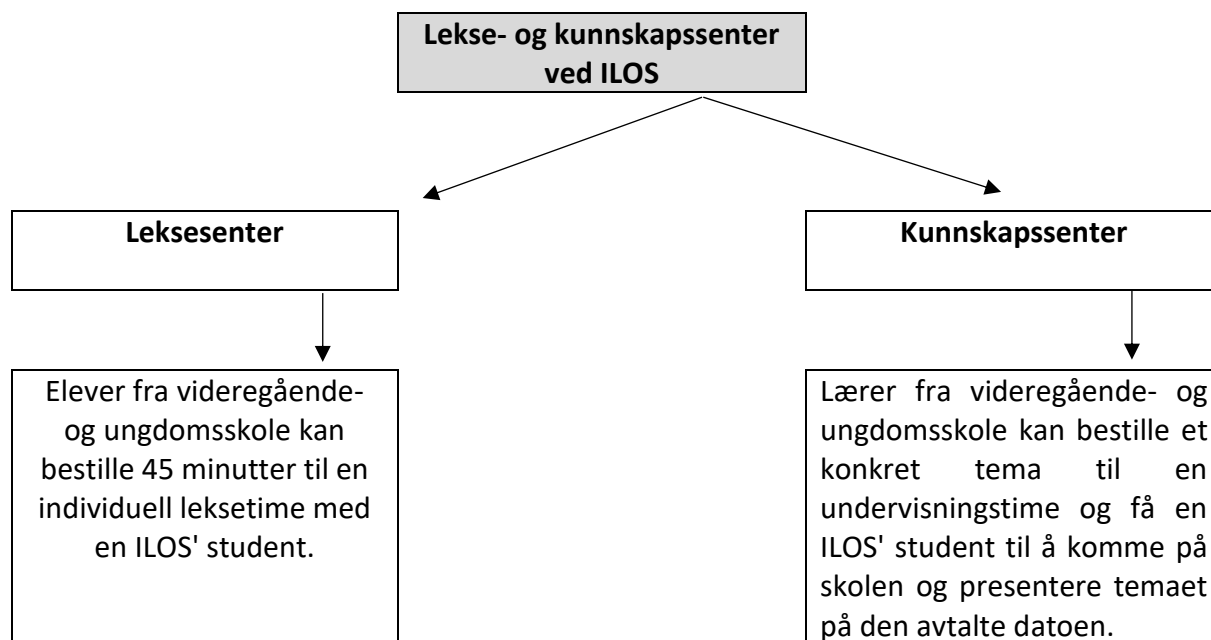 Lekse- og kunnskapssenter
ved ILOS
Leksesenter
Kunnskapssenter
Elever fra videregående-
og ungdomsskole kan
bestille 45 minutter til en
individuell leksetime med
en ILOS' student.
Lærer fra videregående- og
ungdomsskole kan bestille et
konkret tema til en
undervisningstime og få en
ILOS' student til å komme på
skolen og presentere temaet
på den avtalte datoen.